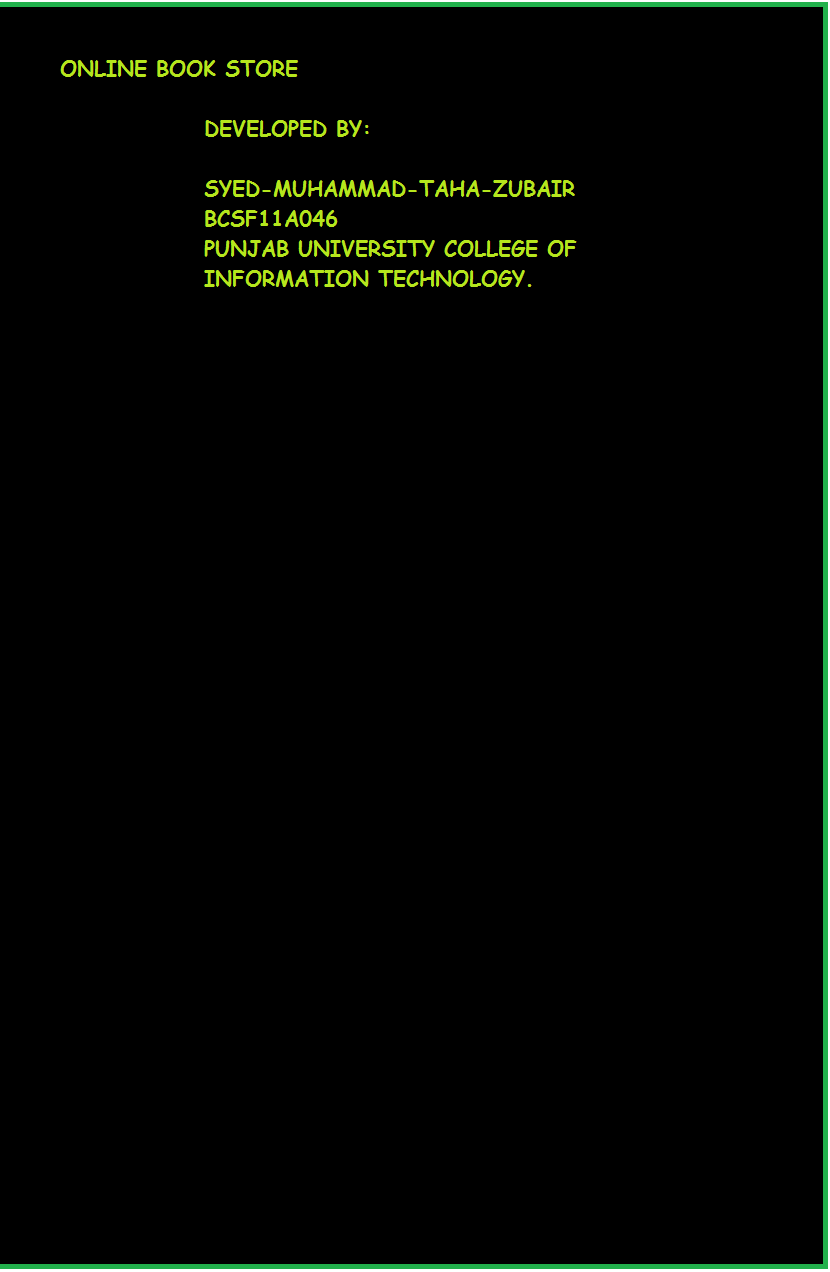 ONLINE BOOK STORE
DEVELOPED BY:
SYED-MUHAMMAD-TAHA-ZUBAIR
BCSF11A046
PUNJAB UNIVERSITY COLLEGE OF
INFORMATION TECHNOLOGY.